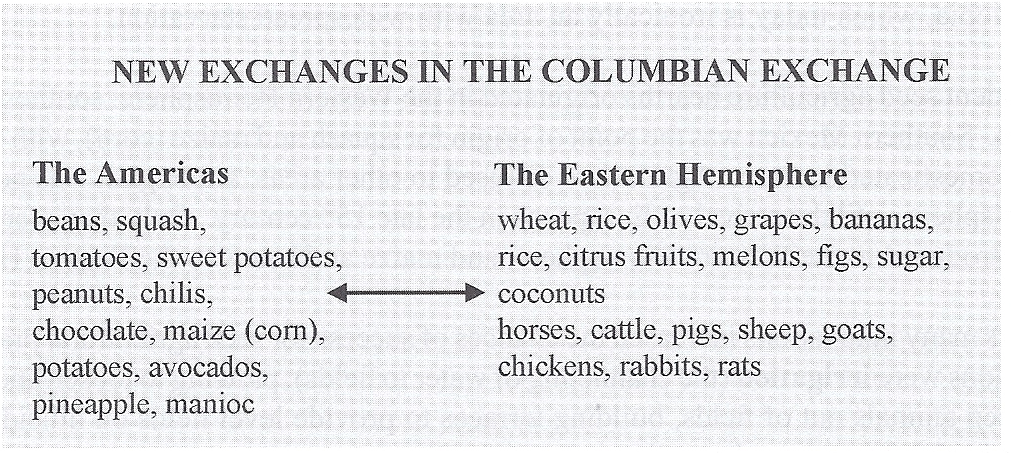 NEW EXCHANGES IN THE COLUMBIAN EXCHANGE
The Americas
beans, squash,
tomatoes, sweet potatoes,
peanuts, chilis,
chocolate, maize (corn),
potatoes, avocados,
pineapple, manioc
The Eastern Hemisphere
wheat, rice, olives, grapes, bananas,
rice, citrus fruits, melons, figs, sugar,
coconuts
horses, cattle, pigs, sheep, goats,
chickens, rabbits, rats